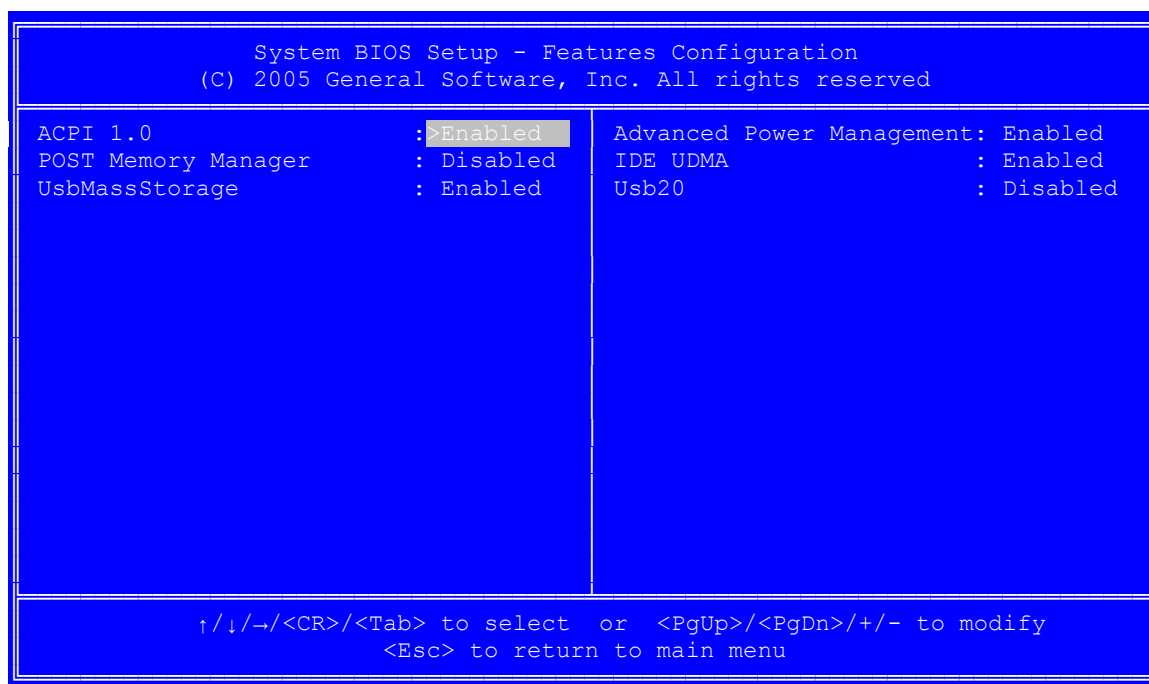 System BIOS Setup - Features Configuration
(C) 2005 General Software, Inc. All rights reserved
ACPI 1.0 :>Enabled
POST Memory Manager : Disabled
UsbMassStorage : Enabled
Advanced Power Management: Enabled
IDE UDMA : Enabled
Usb20 : Disabled
↑/↓/→/<CR>/<Tab> to select or <PgUp>/<PgDn>/+/- to modify
<Esc> to return to main menu